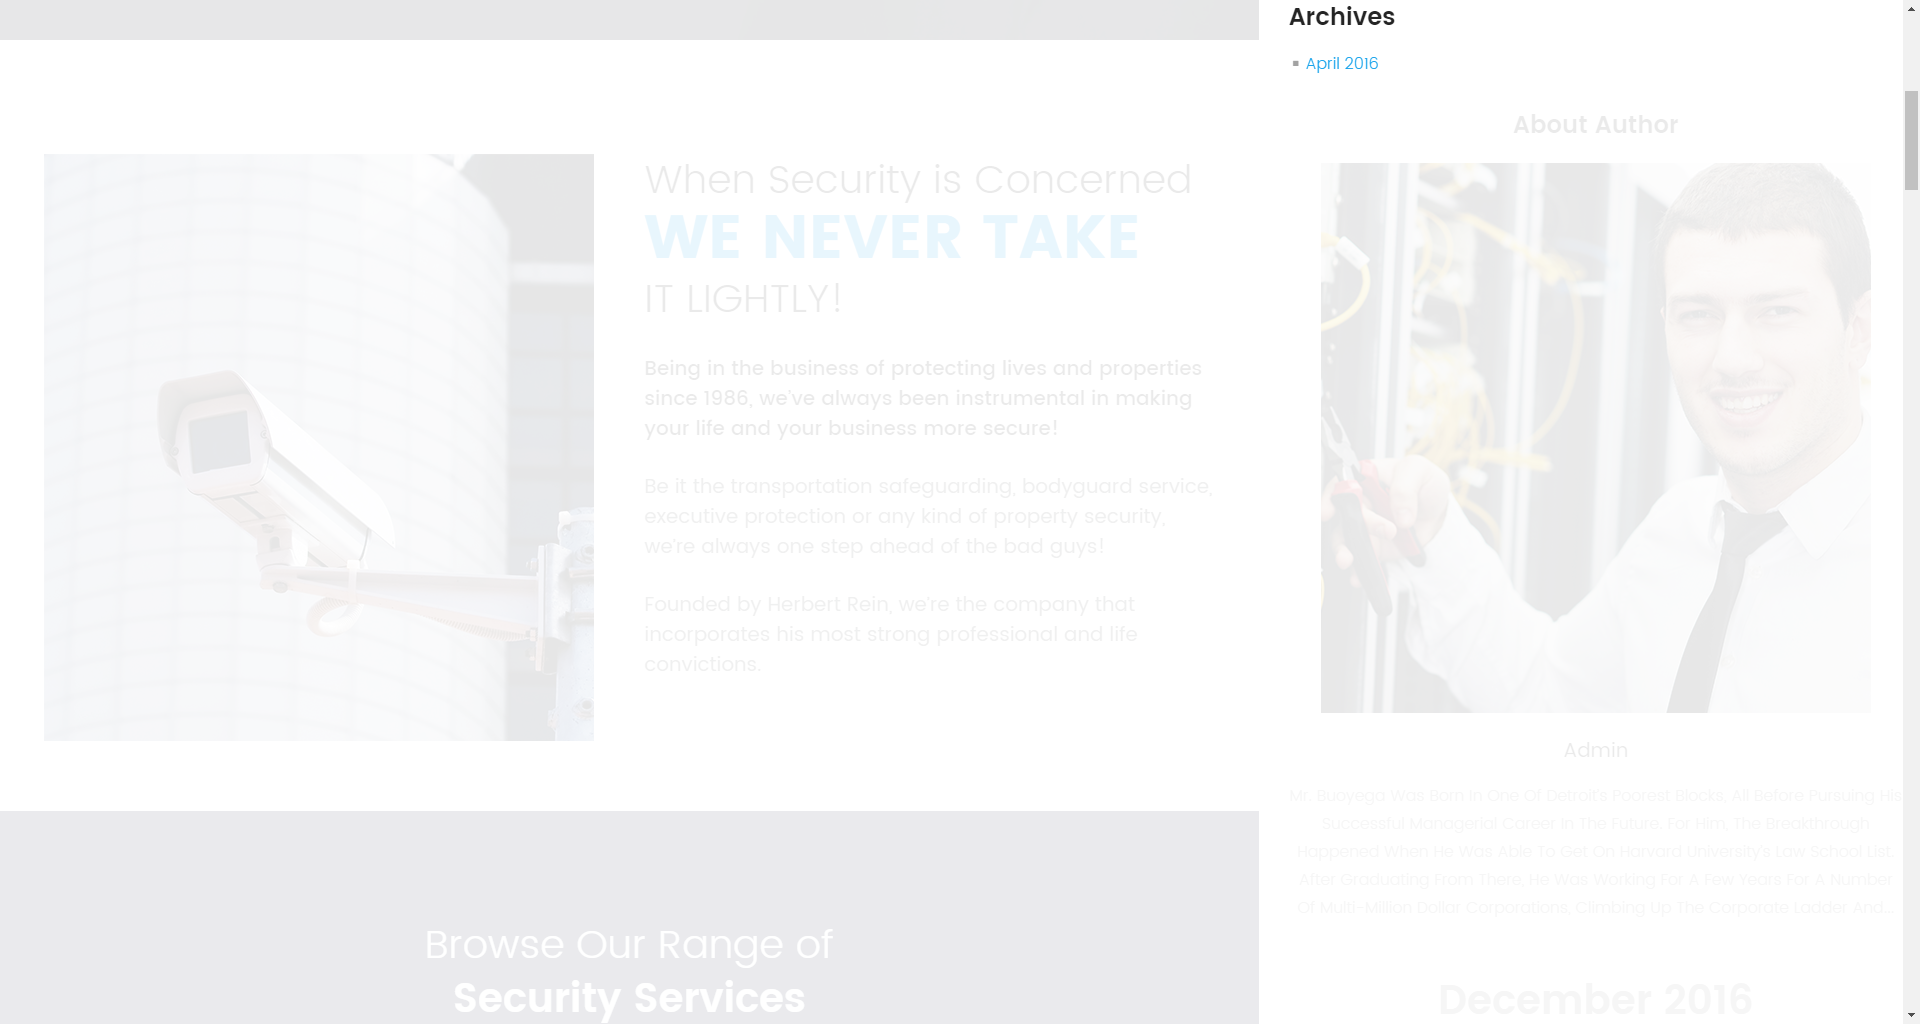 Archives
April 2016
About Author
When Security is Concerned
WE NEVER TAKE
IT LIGHTLY!
Being in the business of protecting lives and properties
since 1986, we've always been instrumental in making
your life and your business more secure!
Be it the transportation safeguarding, bodyguard service,
executive protection or any kind of property security,
we're always one step ahead of the bad guys!
Founded by Herbert Rein, we're the company that
incorporates his most strong professional and life
convictions.
Admin
Mr. Buoyega Was Born In One Of Detroit's Poorest Blocks, All Before Pursuing His
Successful Managerial Career In The Future. For Him, The Breakthrough
Happened When He Was Able To Get On Harvard University's Law School List.
After Graduating From There, He Was Working For A Few Years For A Number
Of Multi-Million Dollar Corporations, Climbing Up The Corporate Ladder And...
Browse Our Range of
Security Services
December 2016